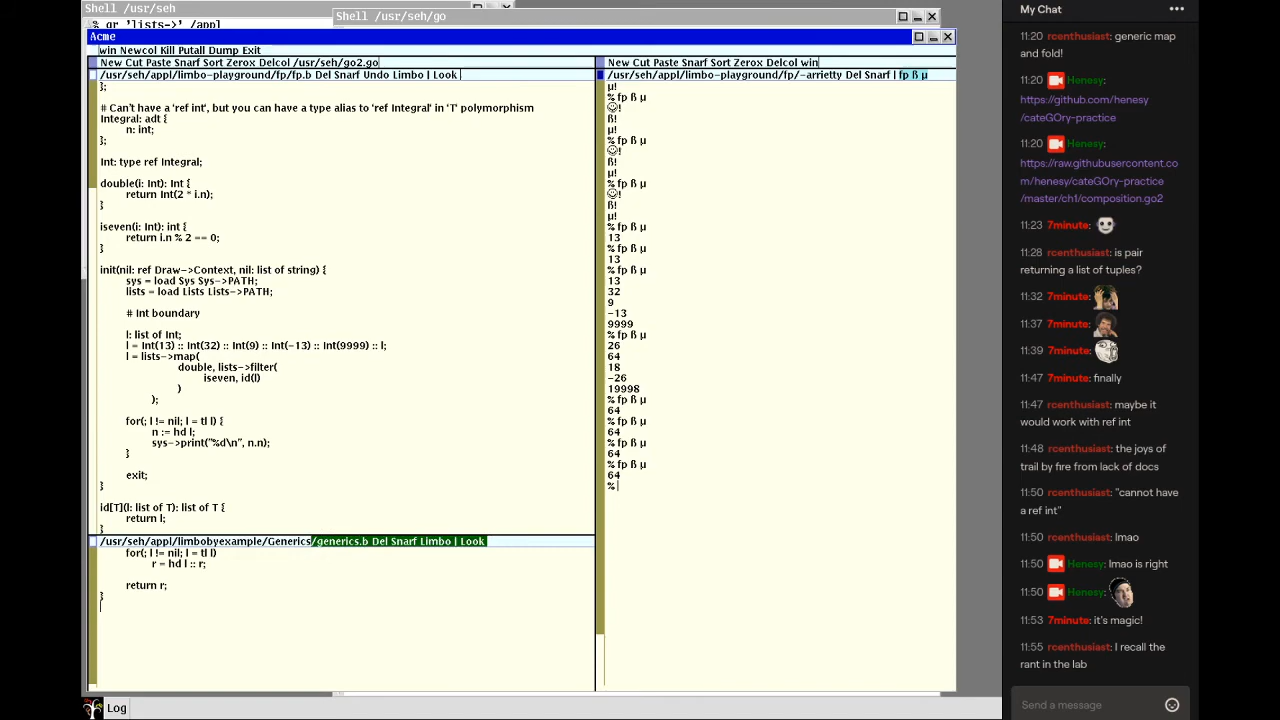 Shell /usr/seh
% gr 'lists->' /appl
Shell /usr/seh/go
Acme
win Newcol Kill Putall Dump Exit
New Cut Paste Snarf Sort Zerox Delcol /usr/seh/go2.go
/usr/seh/appl/limbo-playground/fp/fp.b Del Snarf Undo Limbo | Look
};
# Can't have a 'ref int', but you can have a type alias to 'ref Integral' in 'T' polymorphism
Integral: adt {
n: int;
};
Int: type ref Integral;
double(i: Int): Int {
return Int(2 * i.n);
}
iseven(i: Int): int {
return i.n % 2 == 0;
}
init(nil: ref Draw->Context, nil: list of string) {
sys = load Sys Sys->PATH;
lists = load Lists Lists->PATH;
# Int boundary
l: list of Int;
l = Int(13) :: Int(32) :: Int(9) :: Int(-13) :: Int(9999) :: l;
l = lists->map(
double, lists->filter(
iseven, id(l)
)
);
for(; l != nil; l = tl l) {
n := hd l;
sys->print("%d\n", n.n);
}
exit;
}
id[T](l: list of T): list of T {
return l;
}
/usr/seh/appl/limbobyexample/Generics/generics.b Del Snarf Limbo | Look
for(; l != nil; l = tl l)
r = hd l :: r;
return r;
}
New Cut Paste Snarf Sort Zerox Delcol win
/usr/seh/appl/limbo-playground/fp/-arrietty Del Snarf | fp ß µ
µ!
% fp ß µ
☺!
ß!
µ!
% fp ß µ
☺!
ß!
µ!
% fp ß µ
☺!
ß!
µ!
% fp ß µ
13
% fp ß µ
13
% fp ß µ
13
32
9
-13
9999
% fp ß µ
26
64
18
-26
19998
% fp ß µ
64
% fp ß µ
64
% fp ß µ
64
% fp ß µ
64
%
Log
My Chat
11:20 rcenthusiast: generic map
and fold!
11:20 Henesy:
https://github.com/henesy
/cateGOry-practice
11:20 Henesy:
https://raw.githubusercontent.co
m/henesy/cateGOry-practice
/master/ch1/composition.go2
11:23 7minute:
11:28 rcenthusiast: is pair
returning a list of tuples?
11:32 7minute:
11:37 7minute:
11:39 7minute:
11:47 7minute: finally
11:47 rcenthusiast: maybe it
would work with ref int
11:48 rcenthusiast: the joys of
trail by fire from lack of docs
11:50 rcenthusiast: "cannot have
a ref int"
11:50 rcenthusiast: lmao
11:50 Henesy: lmao is right
11:50 Henesy:
11:53 7minute: it's magic!
11:55 rcenthusiast: I recall the
rant in the lab
Send a message